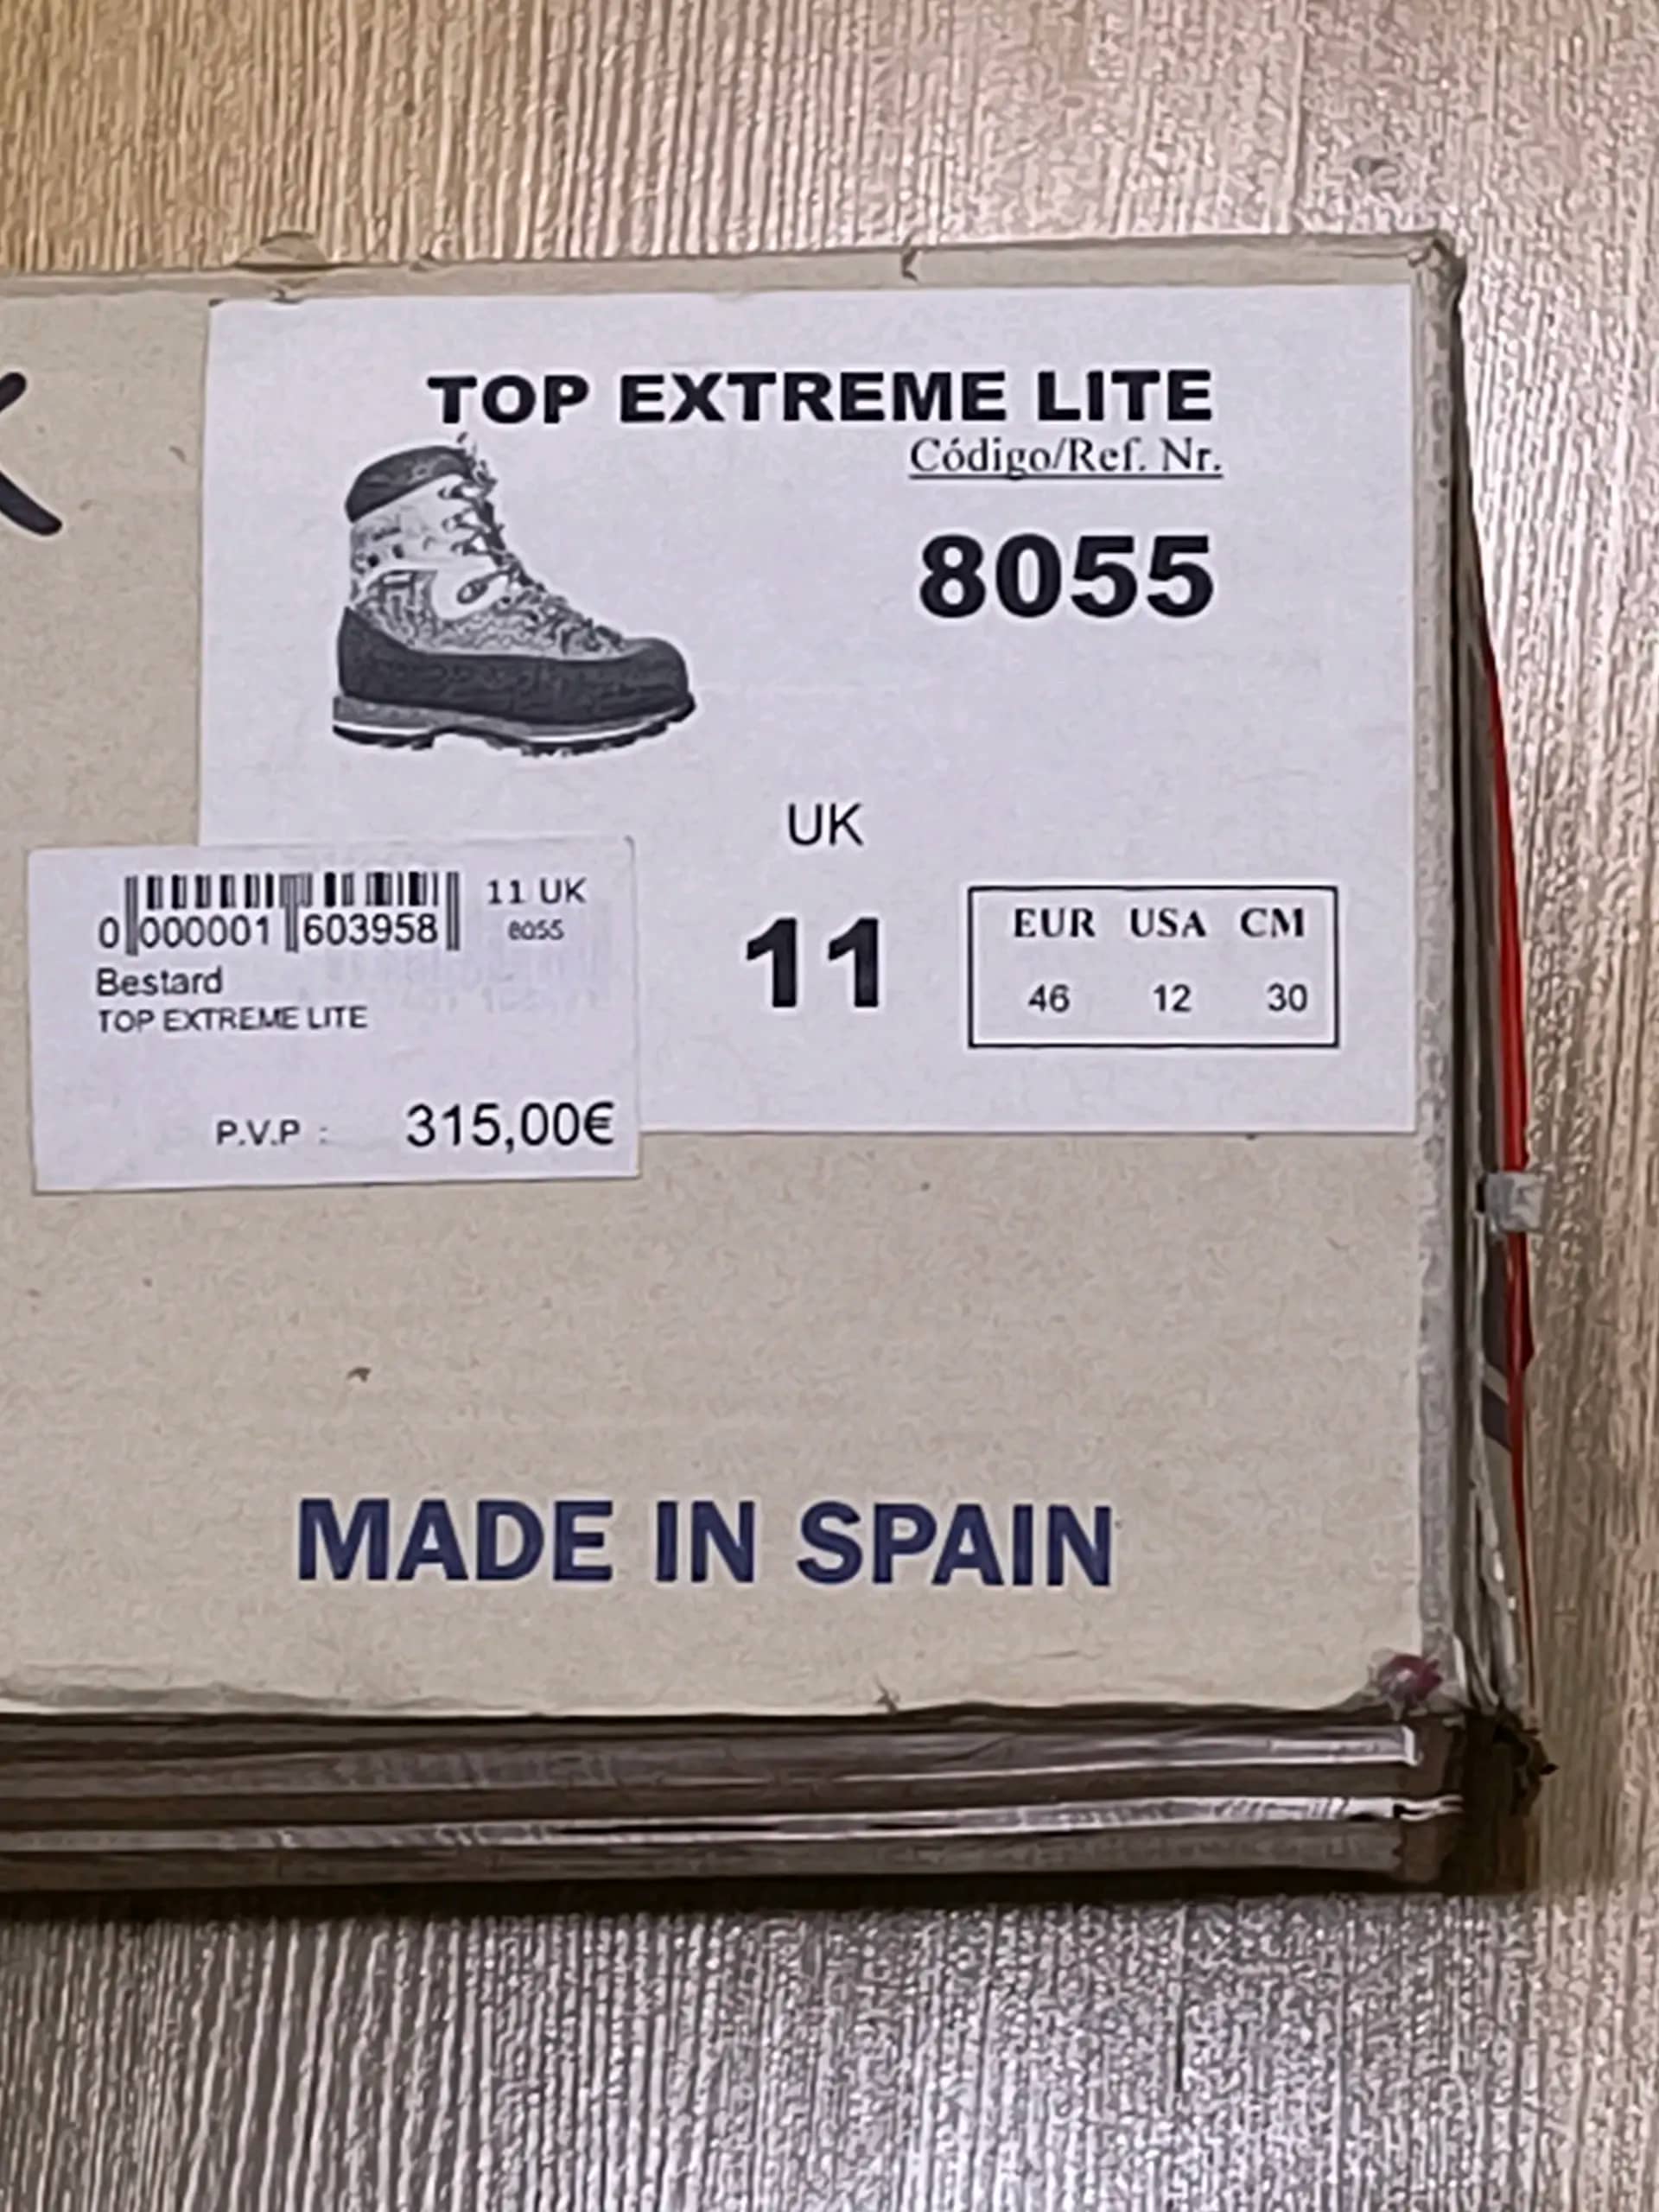 TOP EXTREME LITE
Código/Ref. Nr.
8055
UK
11
EUR USA CM
46 12 30
0 000001 603958
11 UK
8055
Bestard
TOP EXTREME LITE
P.V.P : 315,00€
MADE IN SPAIN